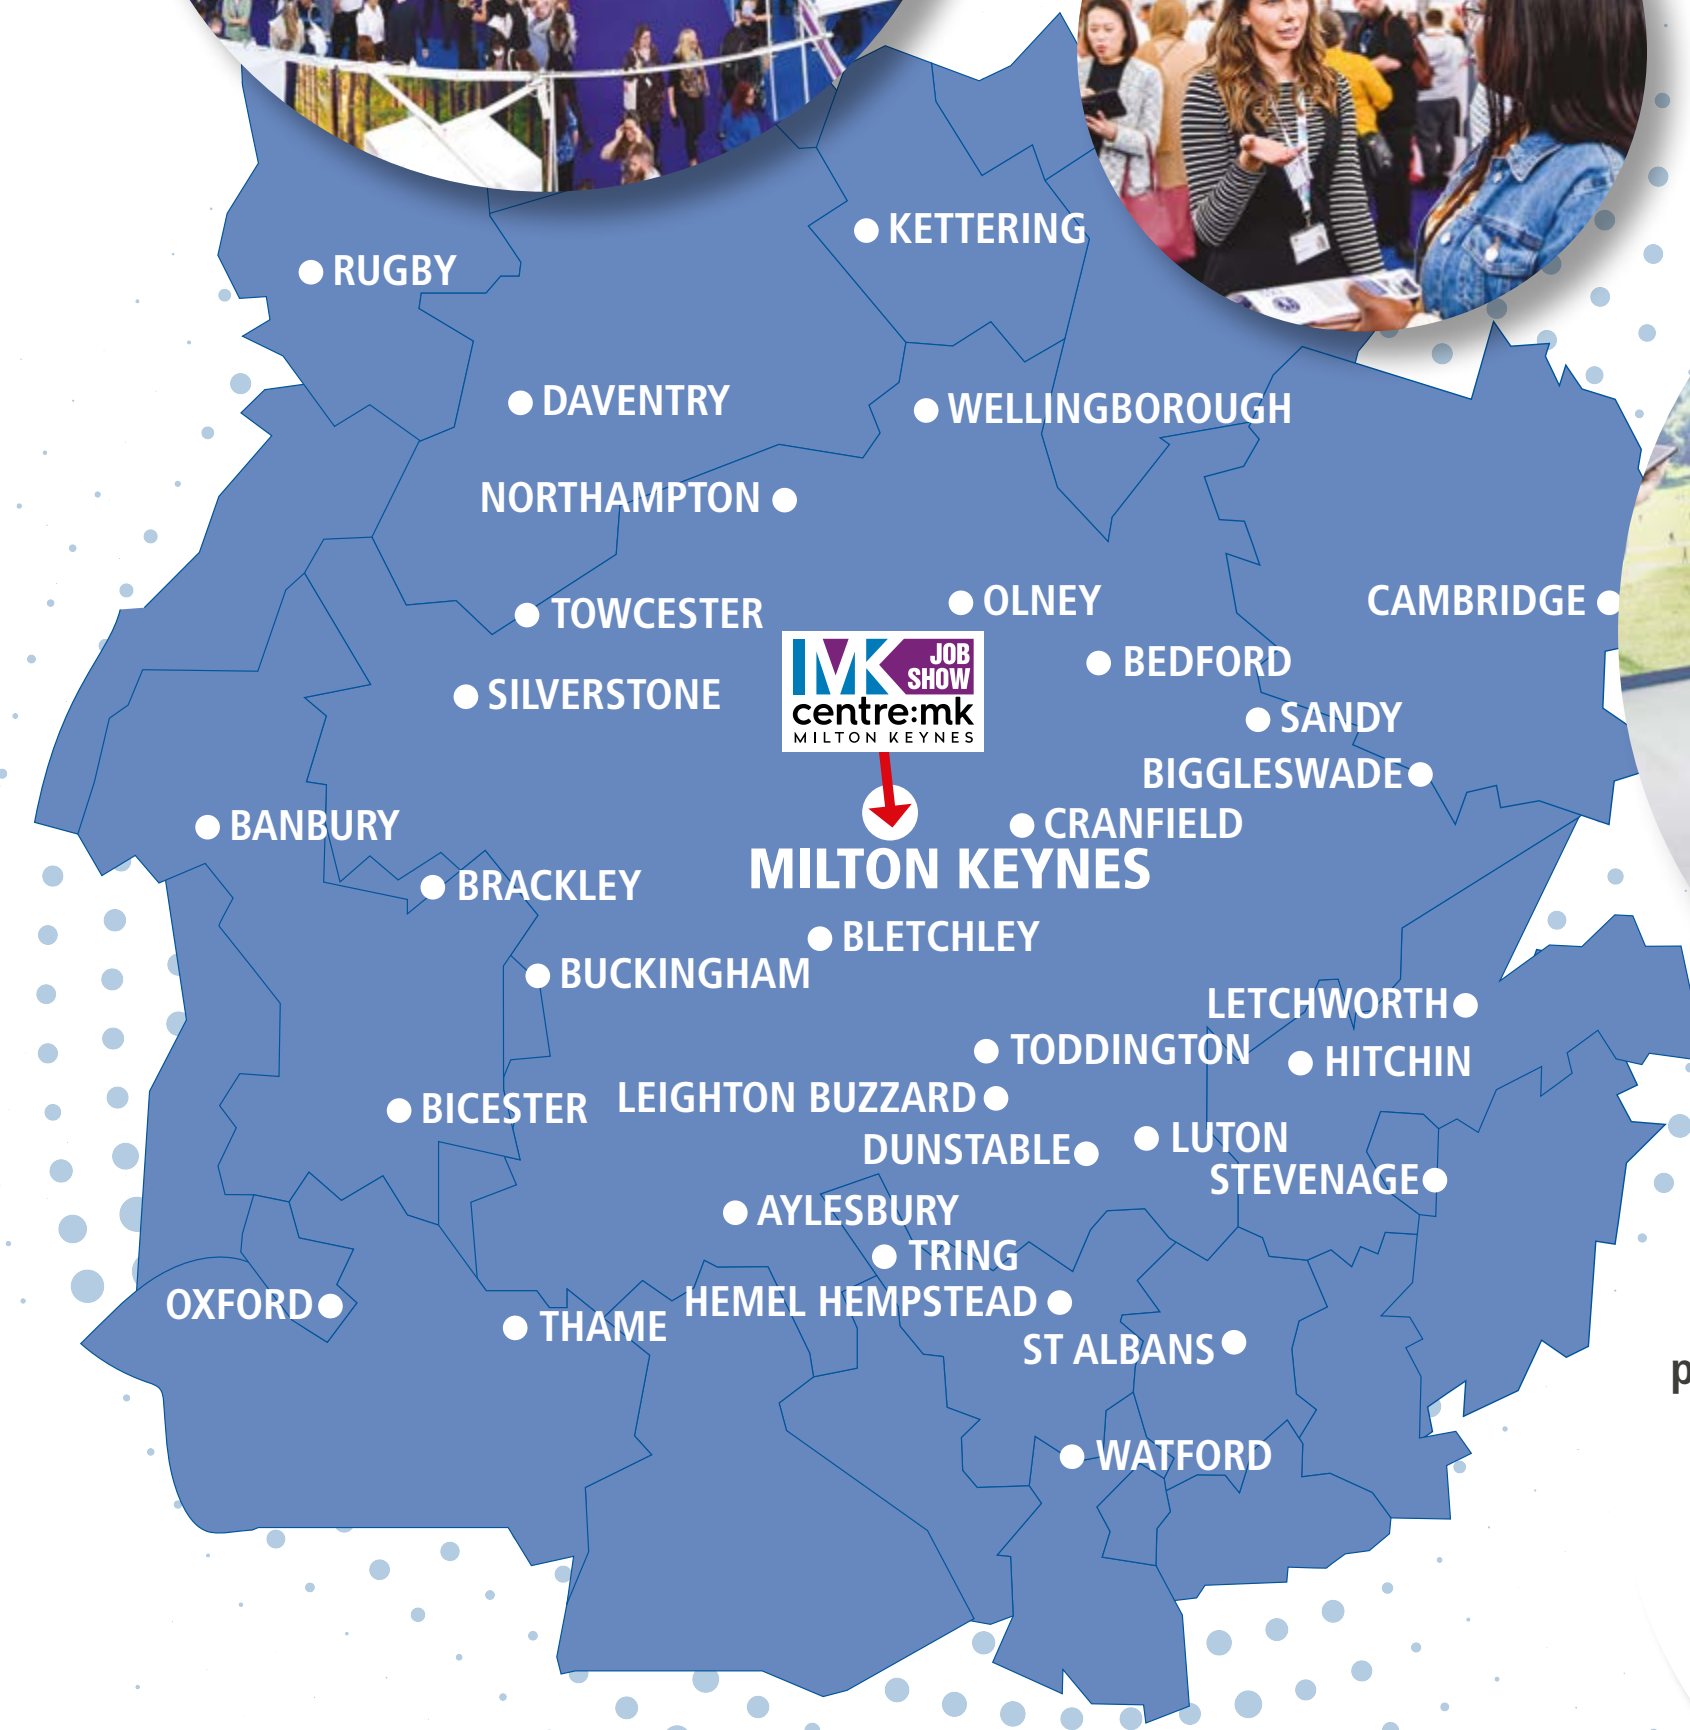 KETTERING
RUGBY
DAVENTRY
WELLINGBOROUGH
NORTHAMPTON
OLNEY
CAMBRIDGE
TOWCESTER
MK JOB
SHOW
centre:mk
MILTON KEYNES
BEDFORD
SILVERSTONE
SANDY
BIGGLESWADE
BANBURY
CRANFIELD
MILTON KEYNES
BRACKLEY
BLETCHLEY
BUCKINGHAM
LETCHWORTH
TODDINGTON
HITCHIN
LEIGHTON BUZZARD
BICESTER
DUNSTABLE
LUTON
STEVENAGE
AYLESBURY
TRING
HEMEL HEMPSTEAD
OXFORD
THAME
ST ALBANS
p
WATFORD